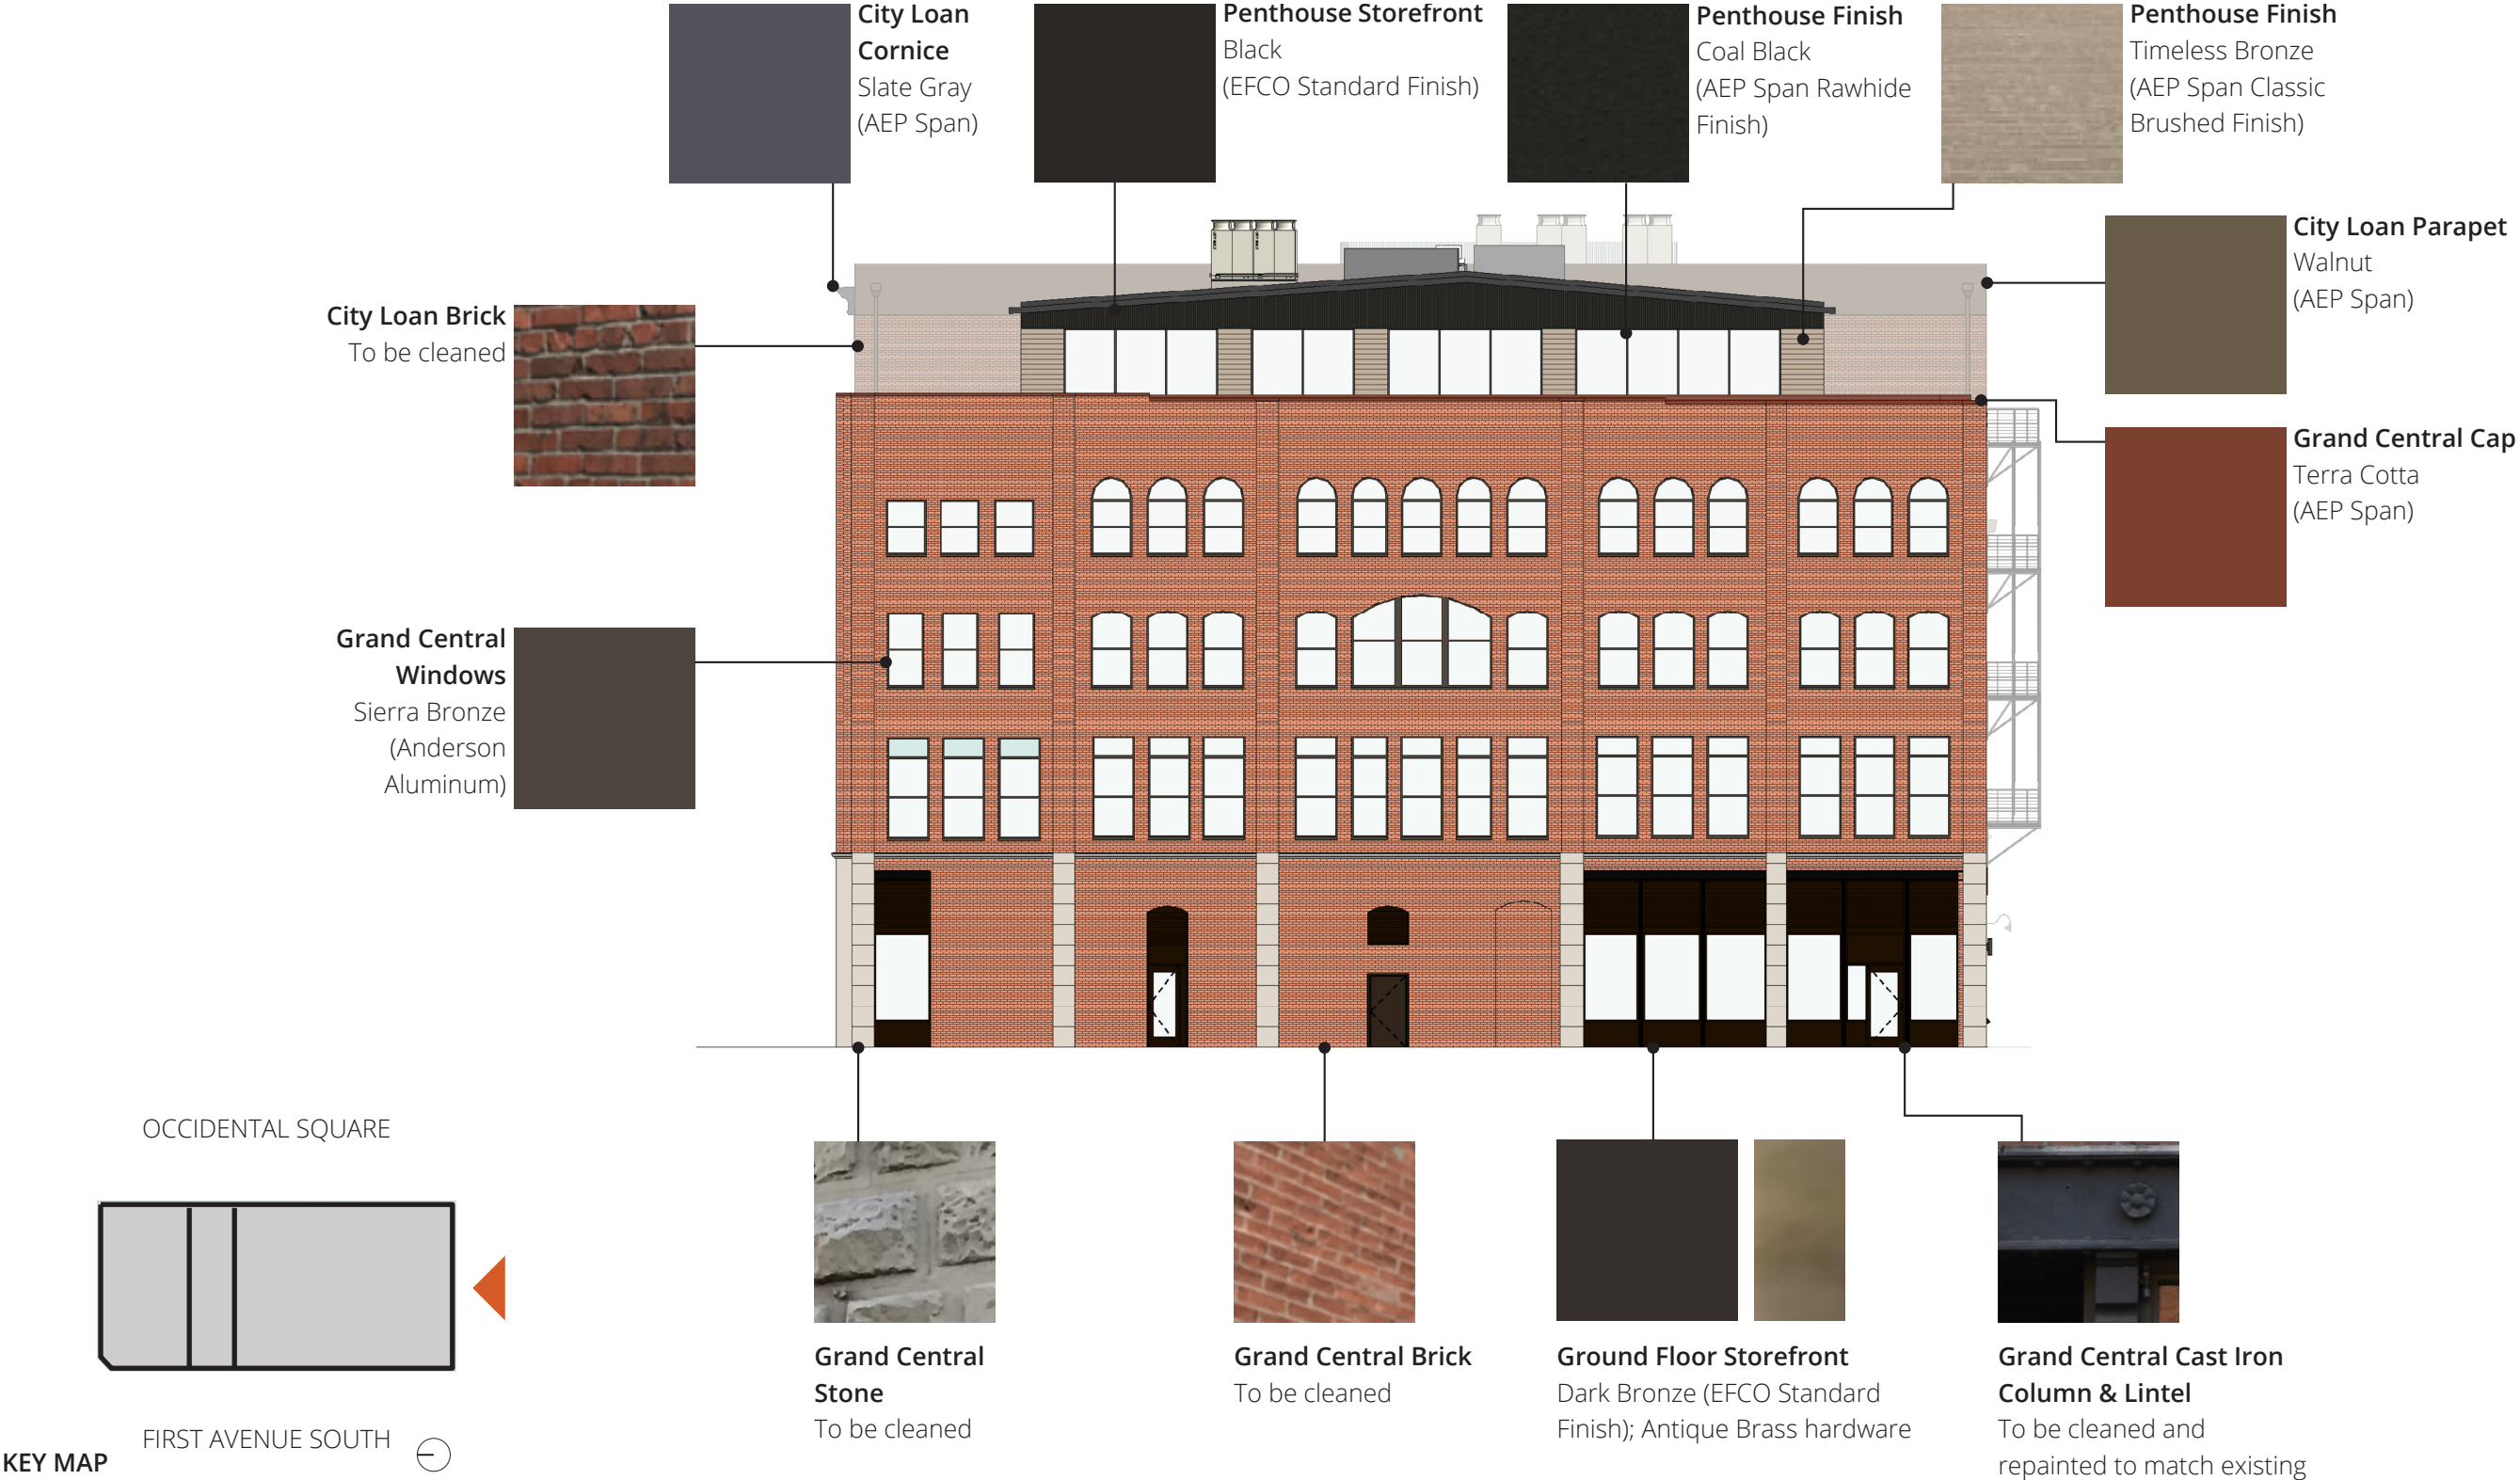 City Loan
Cornice
Slate Gray
(AEP Span)
Penthouse Storefront
Black
(EFCO Standard Finish)
Penthouse Finish
Coal Black
(AEP Span Rawhide
Finish)
Penthouse Finish
Timeless Bronze
(AEP Span Classic
Brushed Finish)
City Loan Parapet
Walnut
(AEP Span)
City Loan Brick
To be cleaned
Grand Central Cap
Terra Cotta
(AEP Span)
Grand Central
Windows
Sierra Bronze
(Anderson
Aluminum)
OCCIDENTAL SQUARE
FIRST AVENUE SOUTH
KEY MAP
Grand Central
Stone
To be cleaned
Grand Central Brick
To be cleaned
Ground Floor Storefront
Dark Bronze (EFCO Standard
Finish); Antique Brass hardware
Grand Central Cast Iron
Column & Lintel
To be cleaned and
repainted to match existing